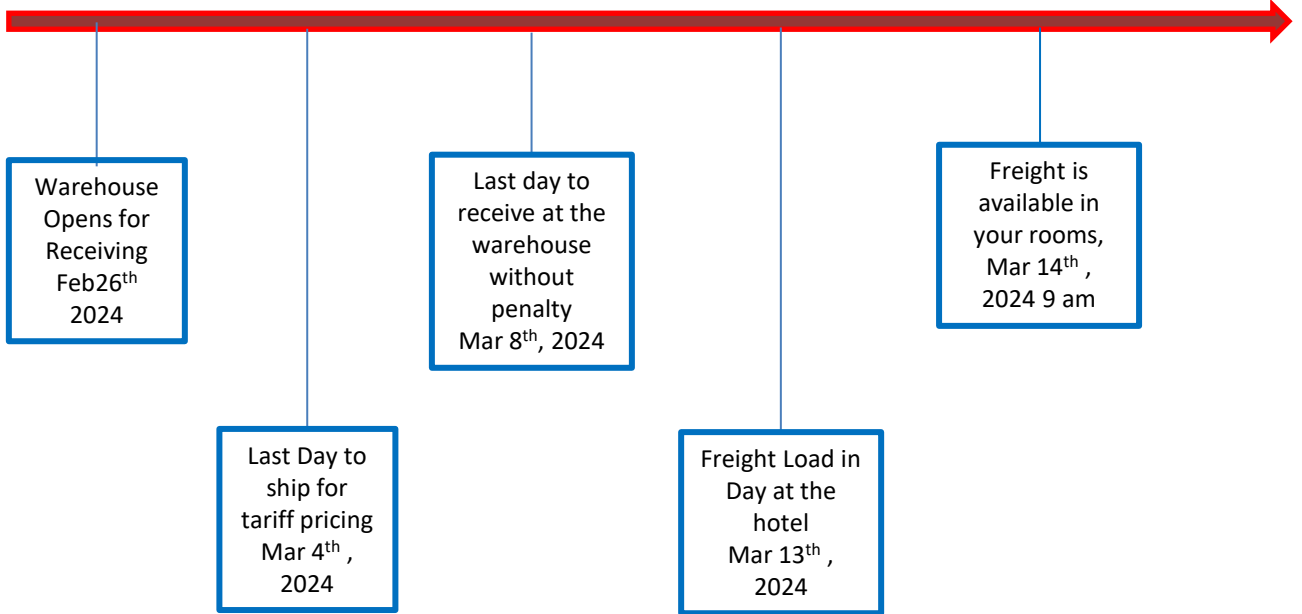 Warehouse
Opens for
Receiving
Feb26th
2024
Last Day to
ship for
tariff pricing
Mar 4th ,
2024
Last day to
receive at the
warehouse
without
penalty
Mar 8th, 2024
Freight Load in
Day at the
hotel
Mar 13th ,
2024
Freight is
available in
your rooms,
Mar 14th ,
2024 9 am